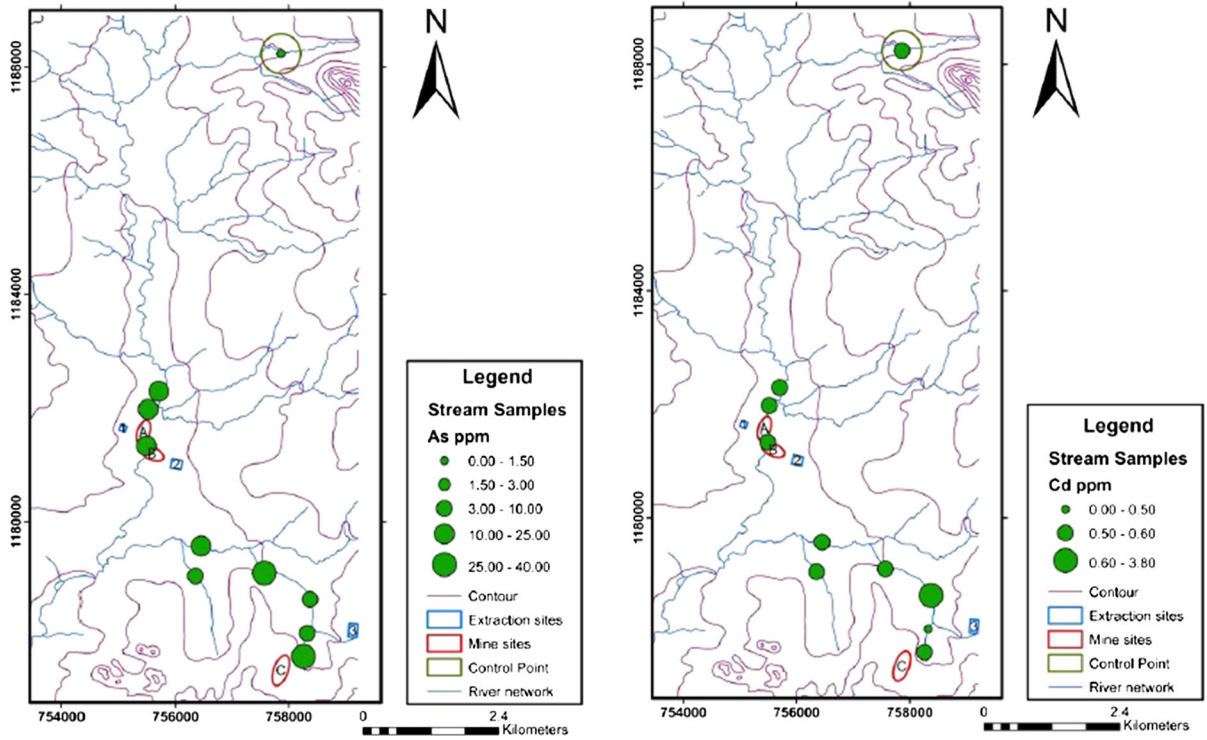 N
1188000
1184000
1180000
754000
756000
758000
A
B
2
3
C
Legend
Stream Samples
As ppm
0.00 - 1.50
1.50 - 3.00
3.00 - 10.00
10.00 - 25.00
25.00 - 40.00
Contour
Extraction sites
Mine sites
Control Point
River network
0 2.4
Kilometers
N
1188000
1184000
1180000
754000
756000
758000
A
B
2
3
C
Legend
Stream Samples
Cd ppm
0.00 - 0.50
0.50 - 0.60
0.60 - 3.80
Contour
Extraction sites
Mine sites
Control Point
River network
0 2.4
Kilometers